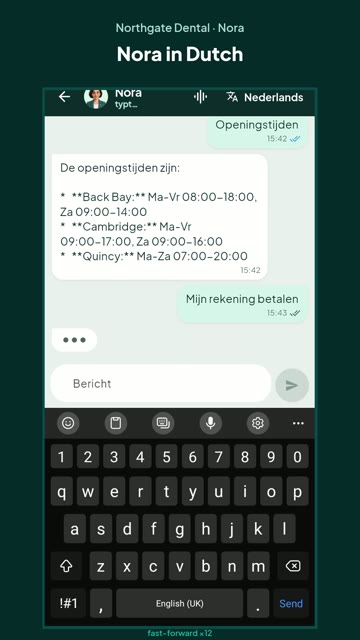 Northgate Dental · Nora
Nora in Dutch
Nora
typt...
Nederlands
Openingstijden
15:42
De openingstijden zijn:
* **Back Bay:** Ma-Vr 08:00–18:00,
Za 09:00–14:00
* **Cambridge:** Ma-Vr
09:00–17:00, Za 09:00–16:00
* **Quincy:** Ma-Za 07:00–20:00
15:42
Mijn rekening betalen
15:43
Bericht
1 2 3 4 5 6 7 8 9 0
q w e r t y u i o p
a s d f g h j k l
z x c v b n m
!#1 , English (UK) . Send
fast-forward ×12